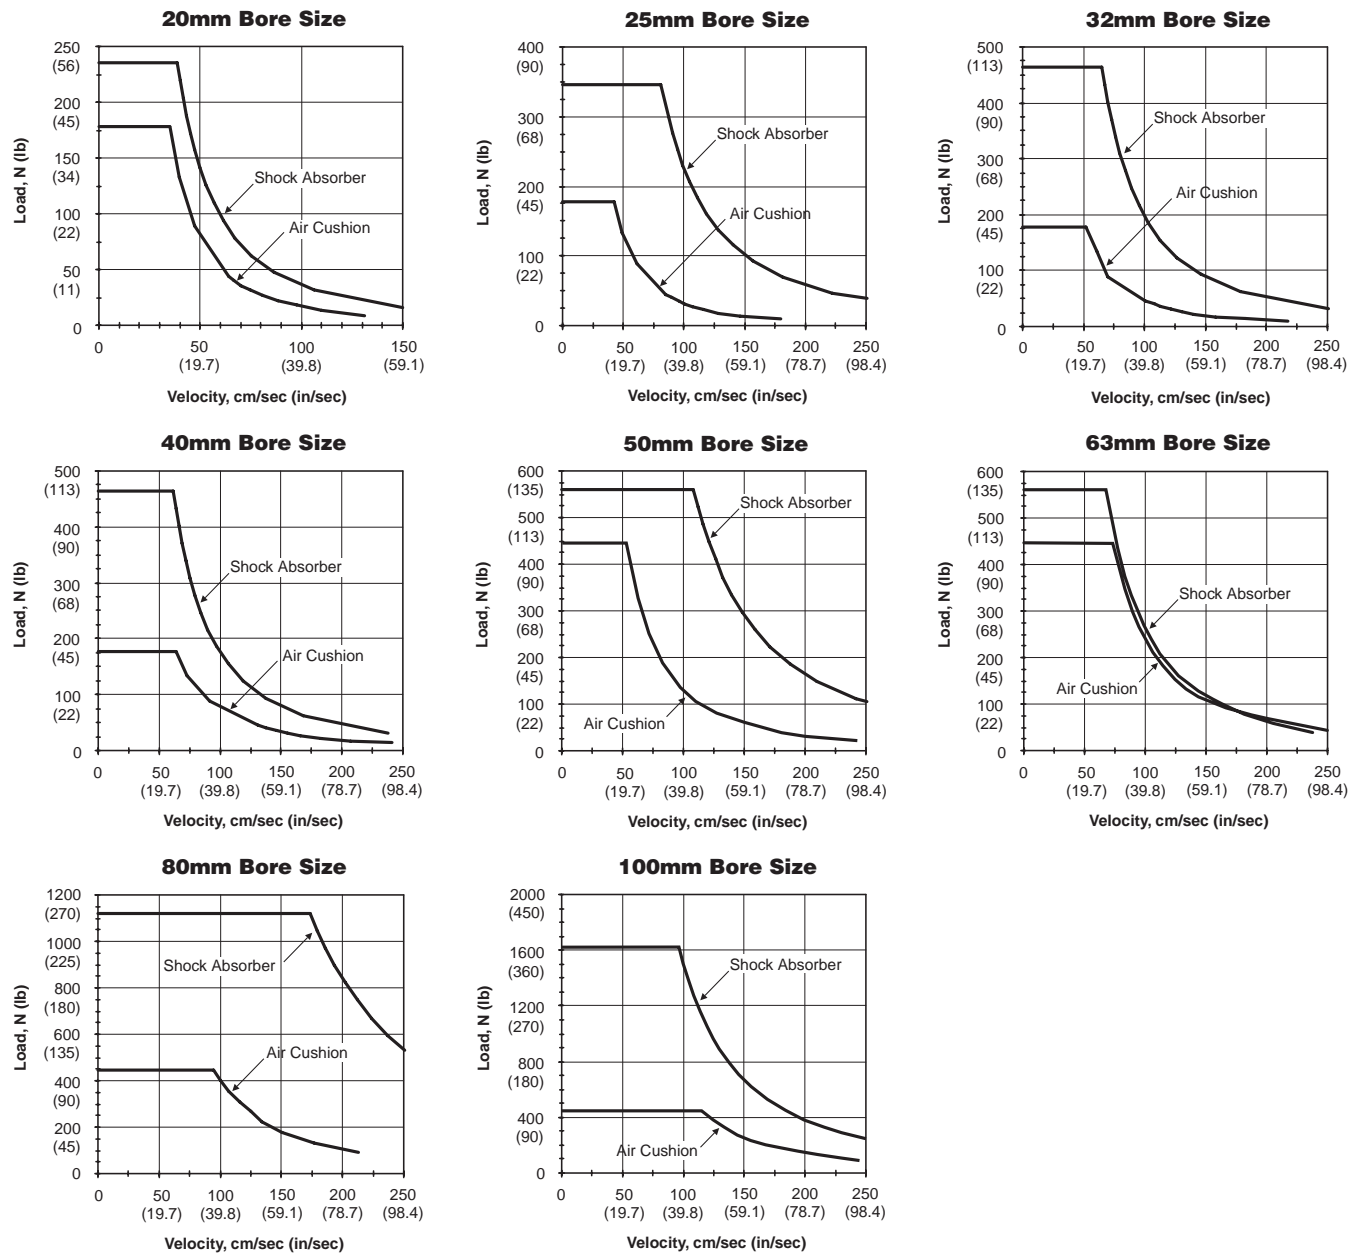 20mm Bore Size
250
(56)
200
(45)
150
(34)
100
(22)
50
(11)
0
Load, N (lb)
Shock Absorber
Air Cushion
0 50 100 150
(19.7) (39.8) (59.1)
Velocity, cm/sec (in/sec)
25mm Bore Size
400
(90)
300
(68)
200
(45)
100
(22)
0
Load, N (lb)
Shock Absorber
Air Cushion
0 50 100 150 200 250
(19.7) (39.8) (59.1) (78.7) (98.4)
Velocity, cm/sec (in/sec)
32mm Bore Size
500
(113)
400
(90)
300
(68)
200
(45)
100
(22)
0
Load, N (lb)
Shock Absorber
Air Cushion
0 50 100 150 200 250
(19.7) (39.8) (59.1) (78.7) (98.4)
Velocity, cm/sec (in/sec)
40mm Bore Size
500
(113)
400
(90)
300
(68)
200
(45)
100
(22)
0
Load, N (lb)
Shock Absorber
Air Cushion
0 50 100 150 200 250
(19.7) (39.8) (59.1) (78.7) (98.4)
Velocity, cm/sec (in/sec)
50mm Bore Size
600
(135)
500
(113)
400
(90)
300
(68)
200
(45)
100
(22)
0
Load, N (lb)
Shock Absorber
Air Cushion
0 50 100 150 200 250
(19.7) (39.8) (59.1) (78.7) (98.4)
Velocity, cm/sec (in/sec)
63mm Bore Size
600
(135)
500
(113)
400
(90)
300
(68)
200
(45)
100
(22)
0
Load, N (lb)
Shock Absorber
Air Cushion
0 50 100 150 200 250
(19.7) (39.8) (59.1) (78.7) (98.4)
Velocity, cm/sec (in/sec)
80mm Bore Size
1200
(270)
1000
(225)
800
(180)
600
(135)
400
(90)
200
(45)
0
Load, N (lb)
Shock Absorber
Air Cushion
0 50 100 150 200 250
(19.7) (39.8) (59.1) (78.7) (98.4)
Velocity, cm/sec (in/sec)
100mm Bore Size
2000
(450)
1600
(360)
1200
(270)
800
(180)
400
(90)
0
Load, N (lb)
Shock Absorber
Air Cushion
0 50 100 150 200 250
(19.7) (39.8) (59.1) (78.7) (98.4)
Velocity, cm/sec (in/sec)